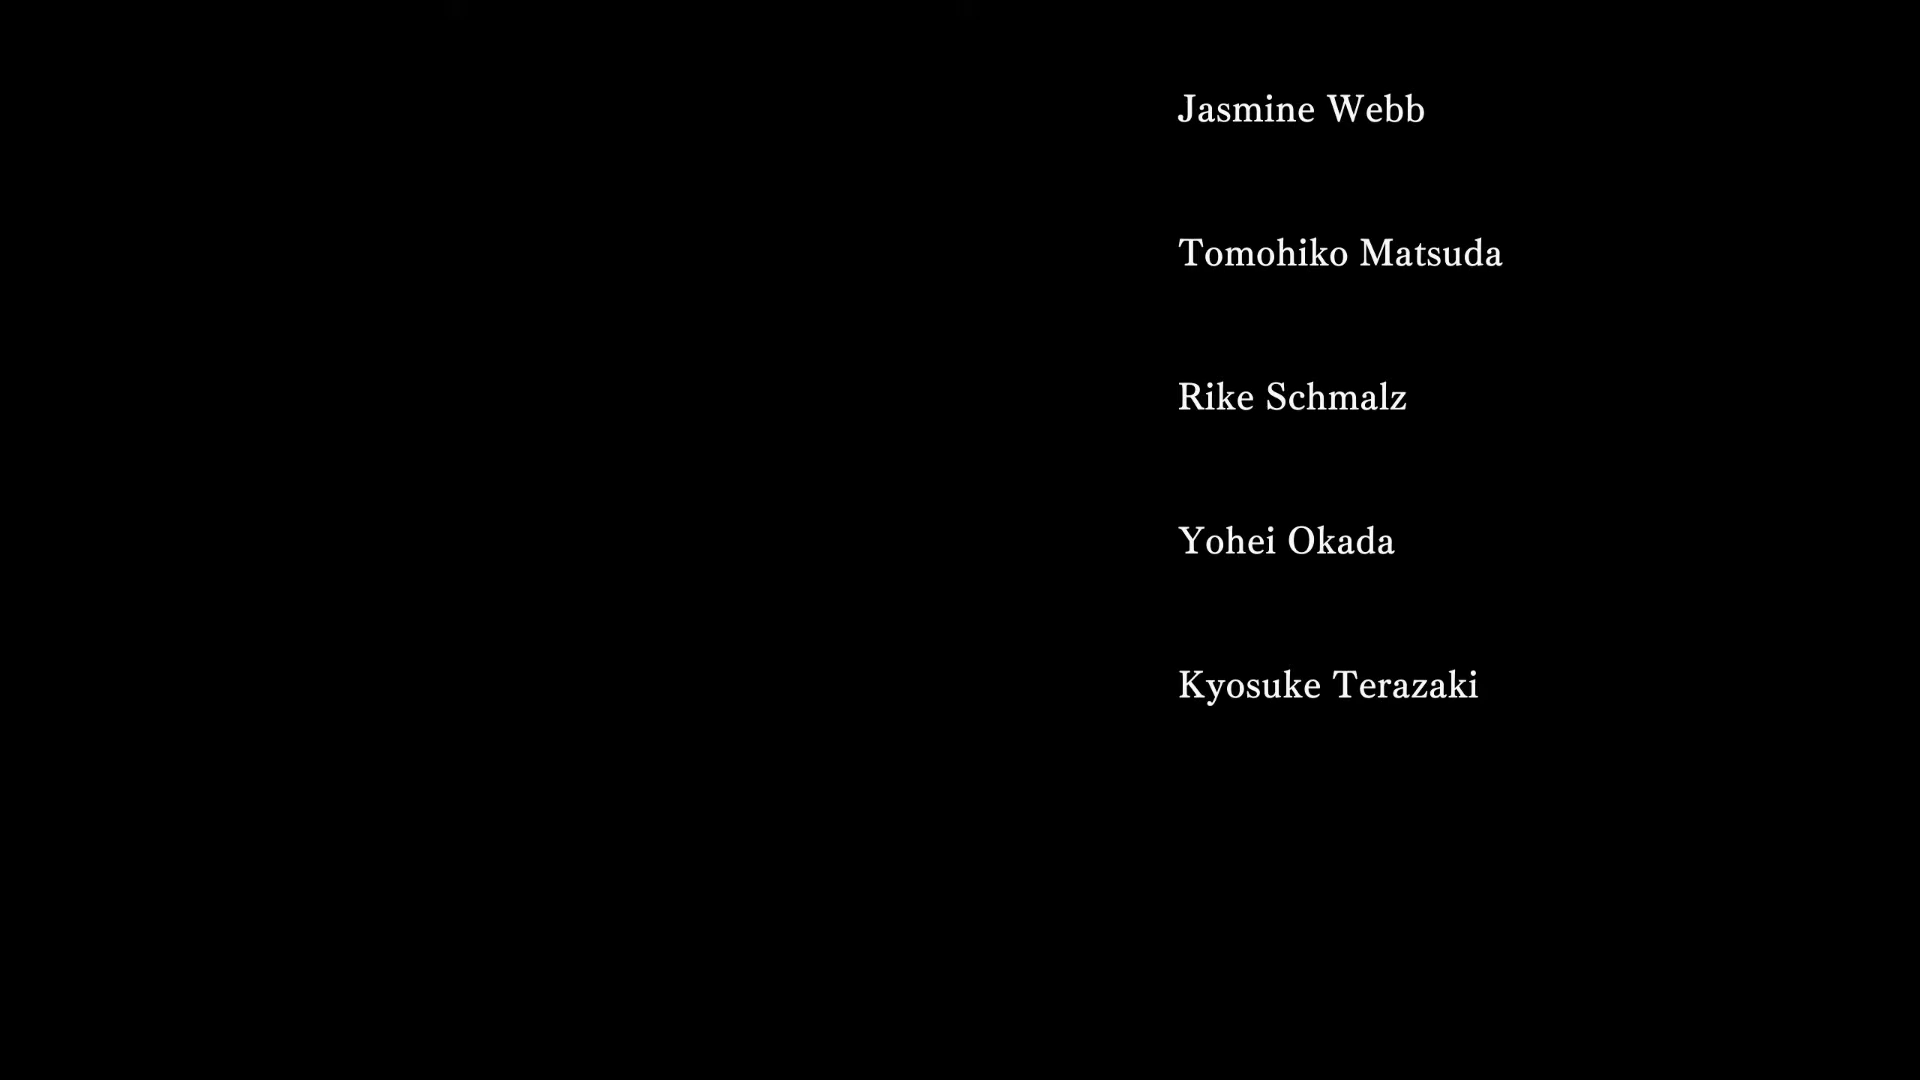 Jasmine Webb
Tomohiko Matsuda
Rike Schmalz
Yohei Okada
Kyosuke Terazaki